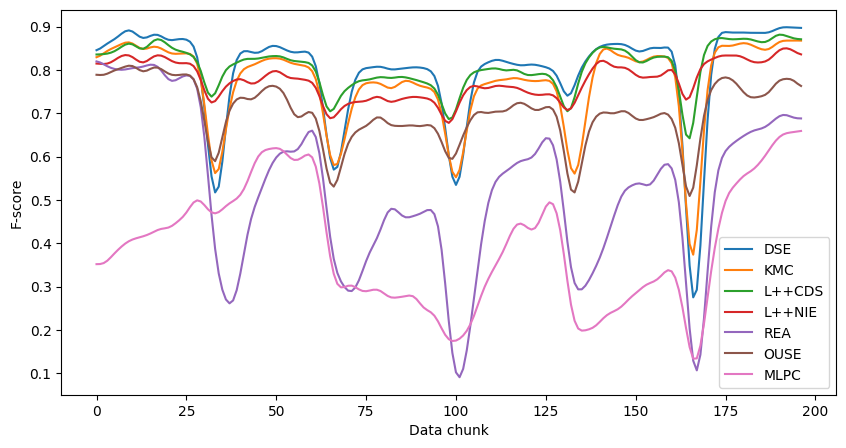 0.9
0.8
0.7
0.6
0.5
0.4
0.3
0.2
0.1
F-score
0
25
50
75
100
125
150
175
200
Data chunk
DSE
KMC
L++CDS
L++NIE
REA
OUSE
MLPC